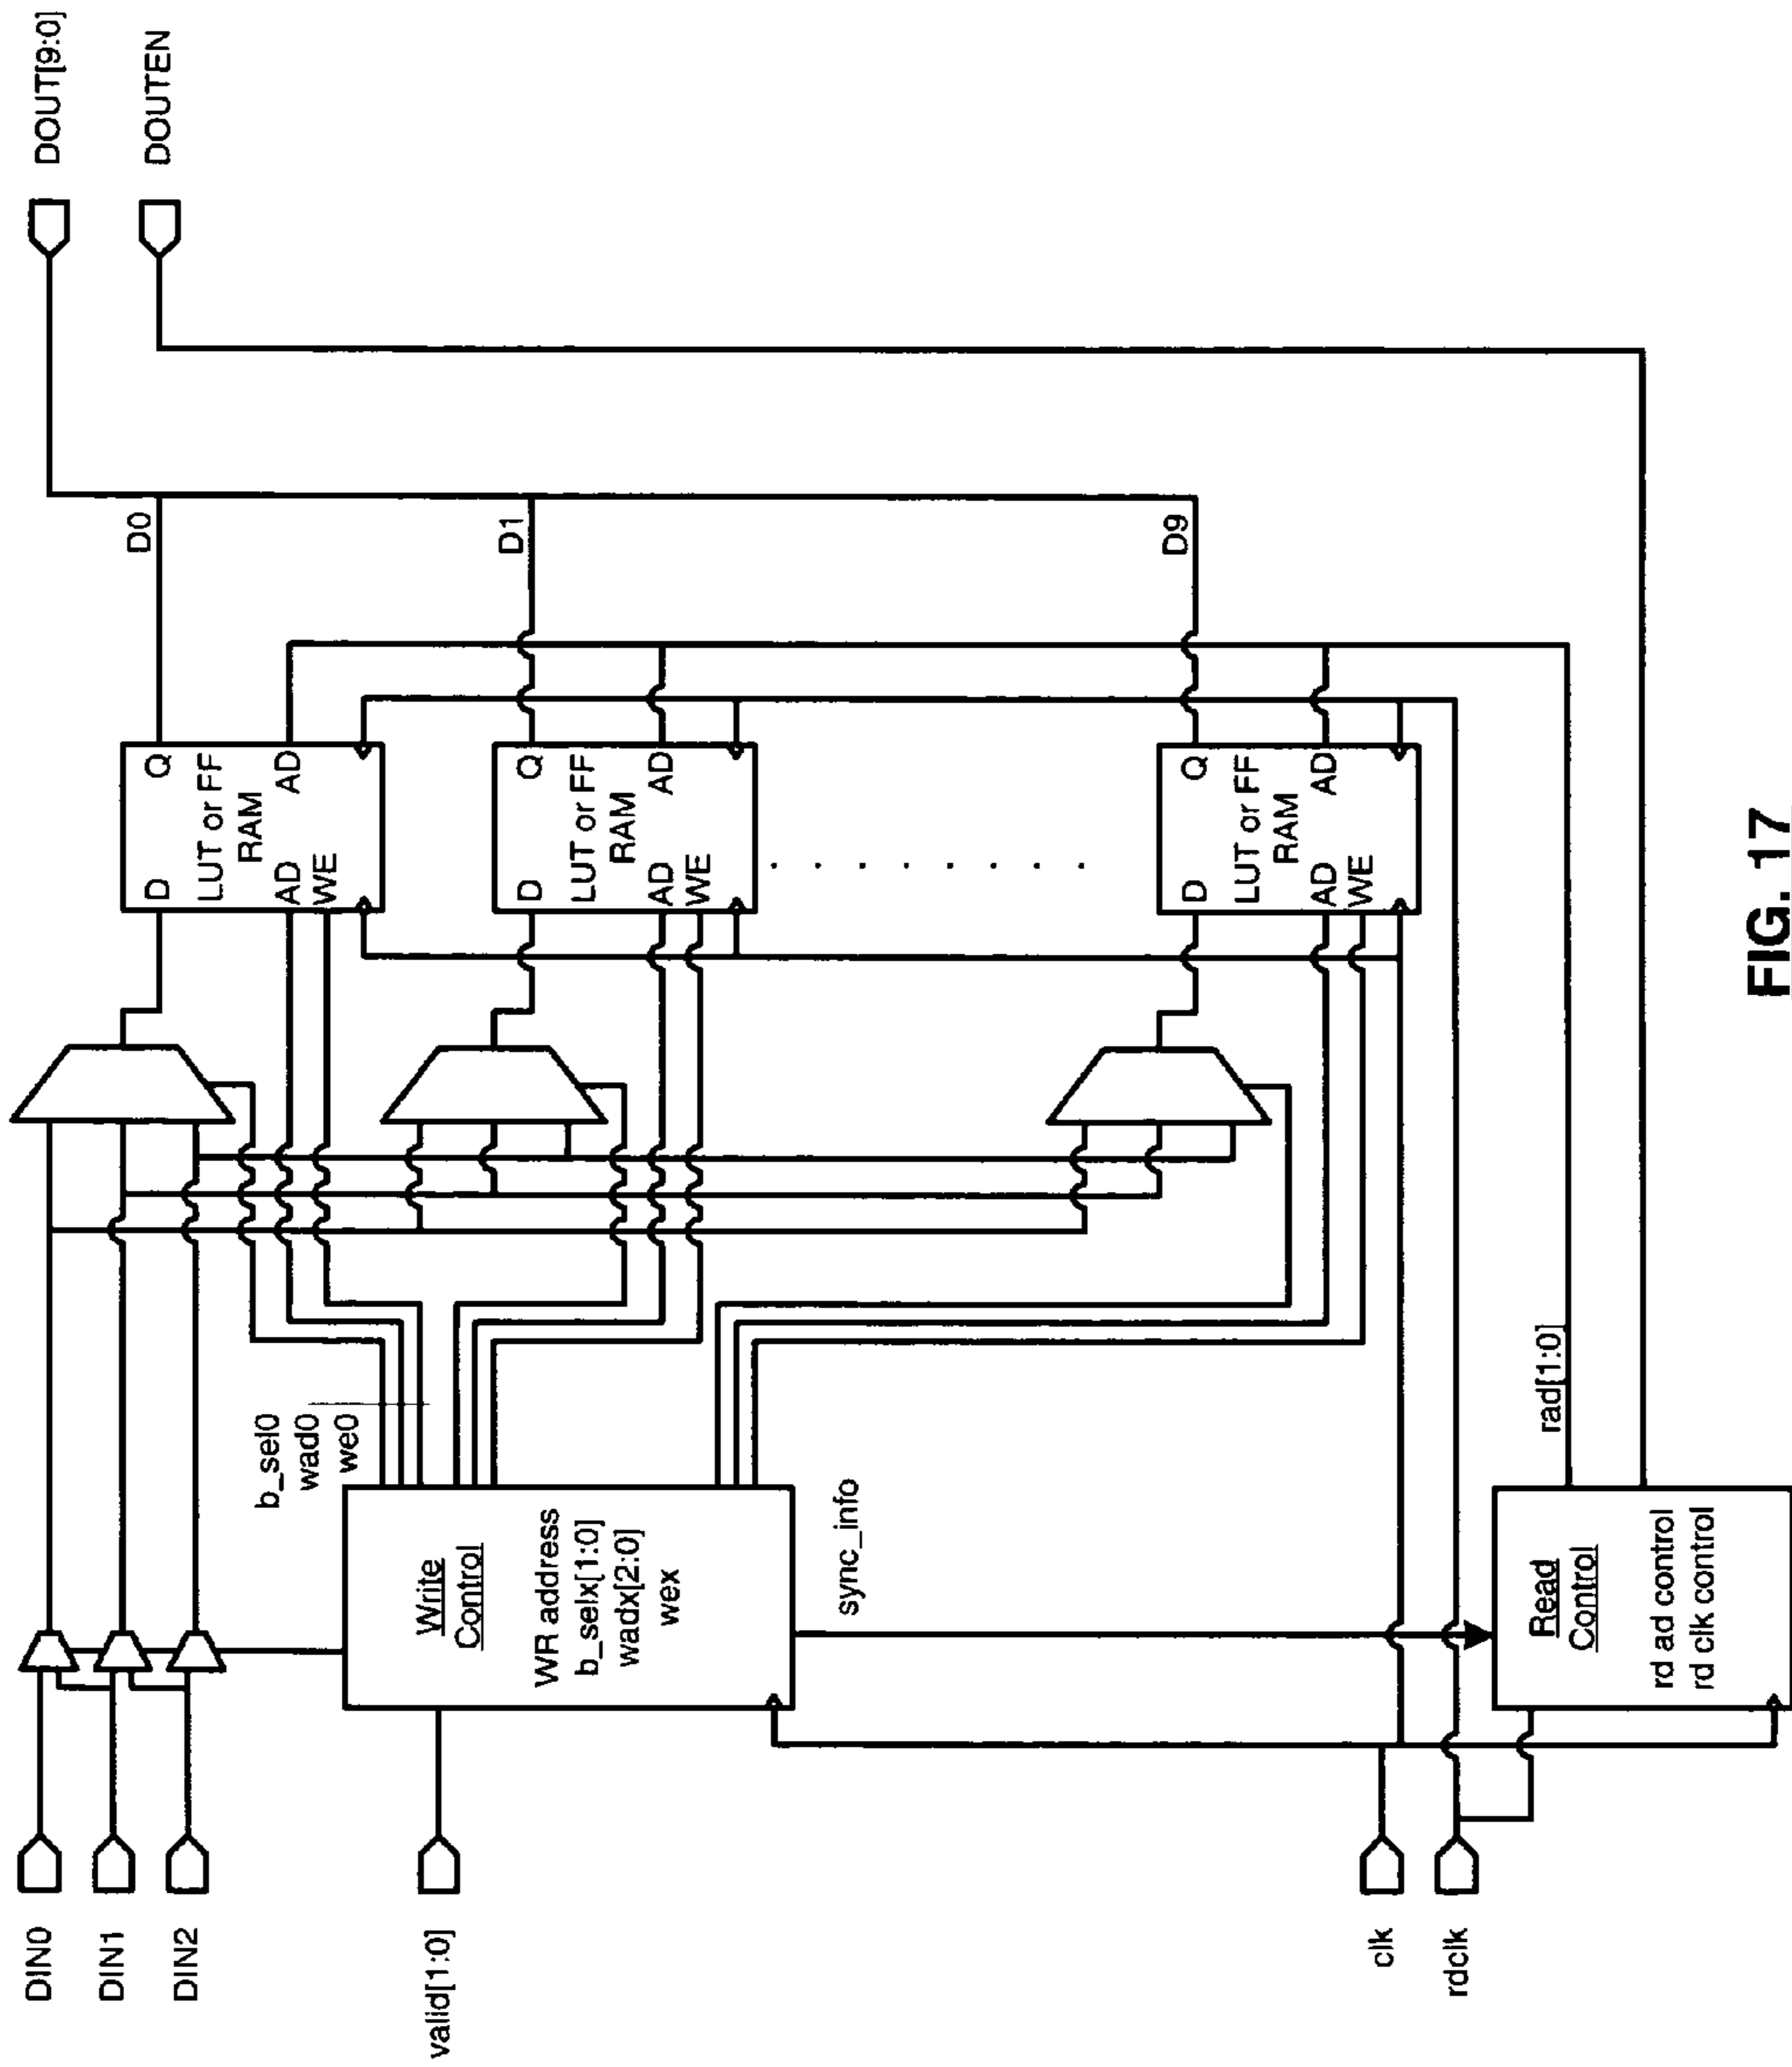 DIN0
DIN1
DIN2
valid[1:0]
clk
rdclk
b_sel0
wad0
we0
Write
Control
WR address
b_selx[1:0]
wadx[2:0]
wex
sync_info
Read
Control
rd ad control
rd clk control
rad[1:0]
D Q
LUT or FF
RAM
AD AD
WE
D Q
LUT or FF
RAM
AD AD
WE
. . . . . . . . .
D Q
LUT or FF
RAM
AD AD
WE
D0
D1
D9
DOUT[9:0]
DOUTEN
FIG. 17